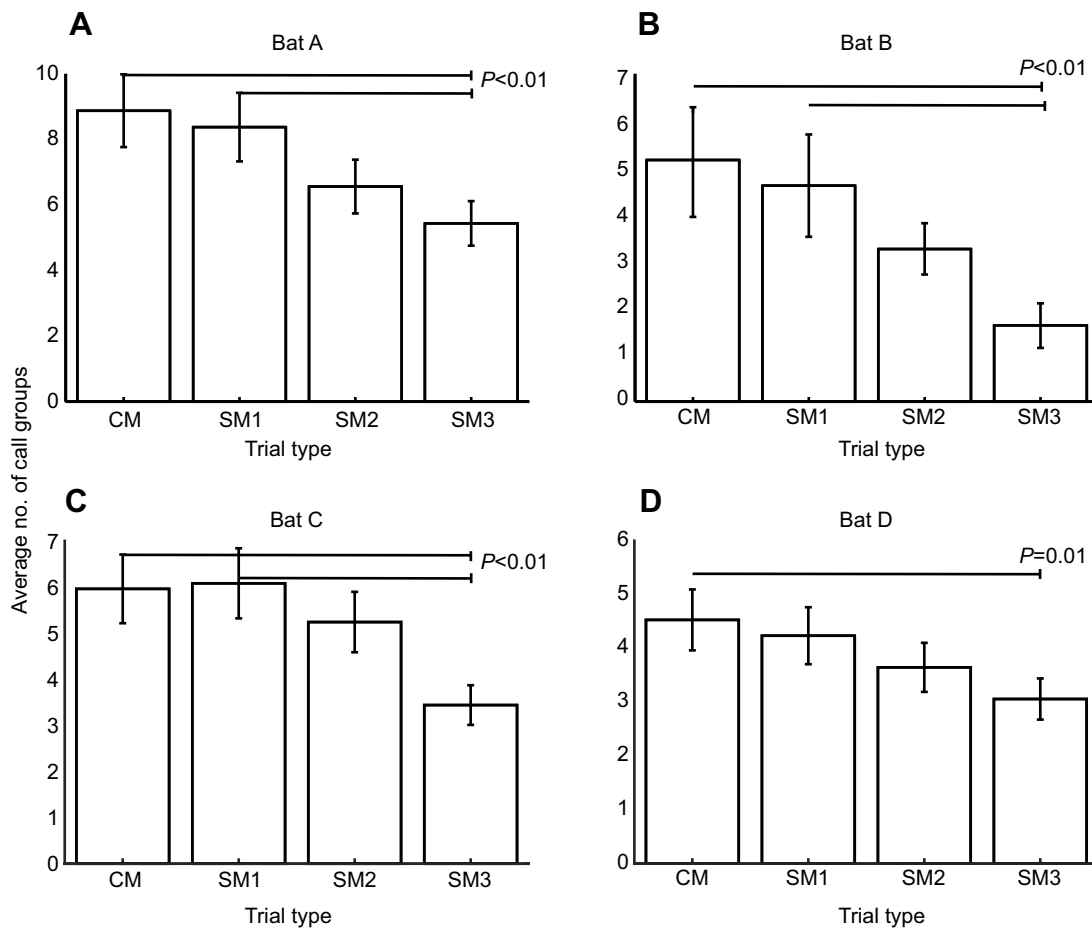 A
Bat A
10
8
6
4
2
0
P<0.01
CM SM1 SM2 SM3
Trial type
B
Bat B
7
6
5
4
3
2
1
0
P<0.01
CM SM1 SM2 SM3
Trial type
Average no. of call groups
C
Bat C
7
6
5
4
3
2
1
0
P<0.01
CM SM1 SM2 SM3
Trial type
D
Bat D
6
5
4
3
2
1
0
P=0.01
CM SM1 SM2 SM3
Trial type